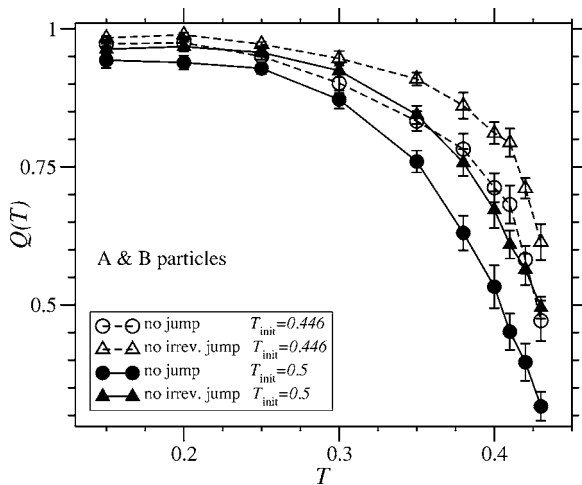 1
0.75
0.5
Q(T)
A & B particles
no jump T_init=0.446
no irrev. jump T_init=0.446
no jump T_init=0.5
no irrev. jump T_init=0.5
0.2 0.3 0.4
T